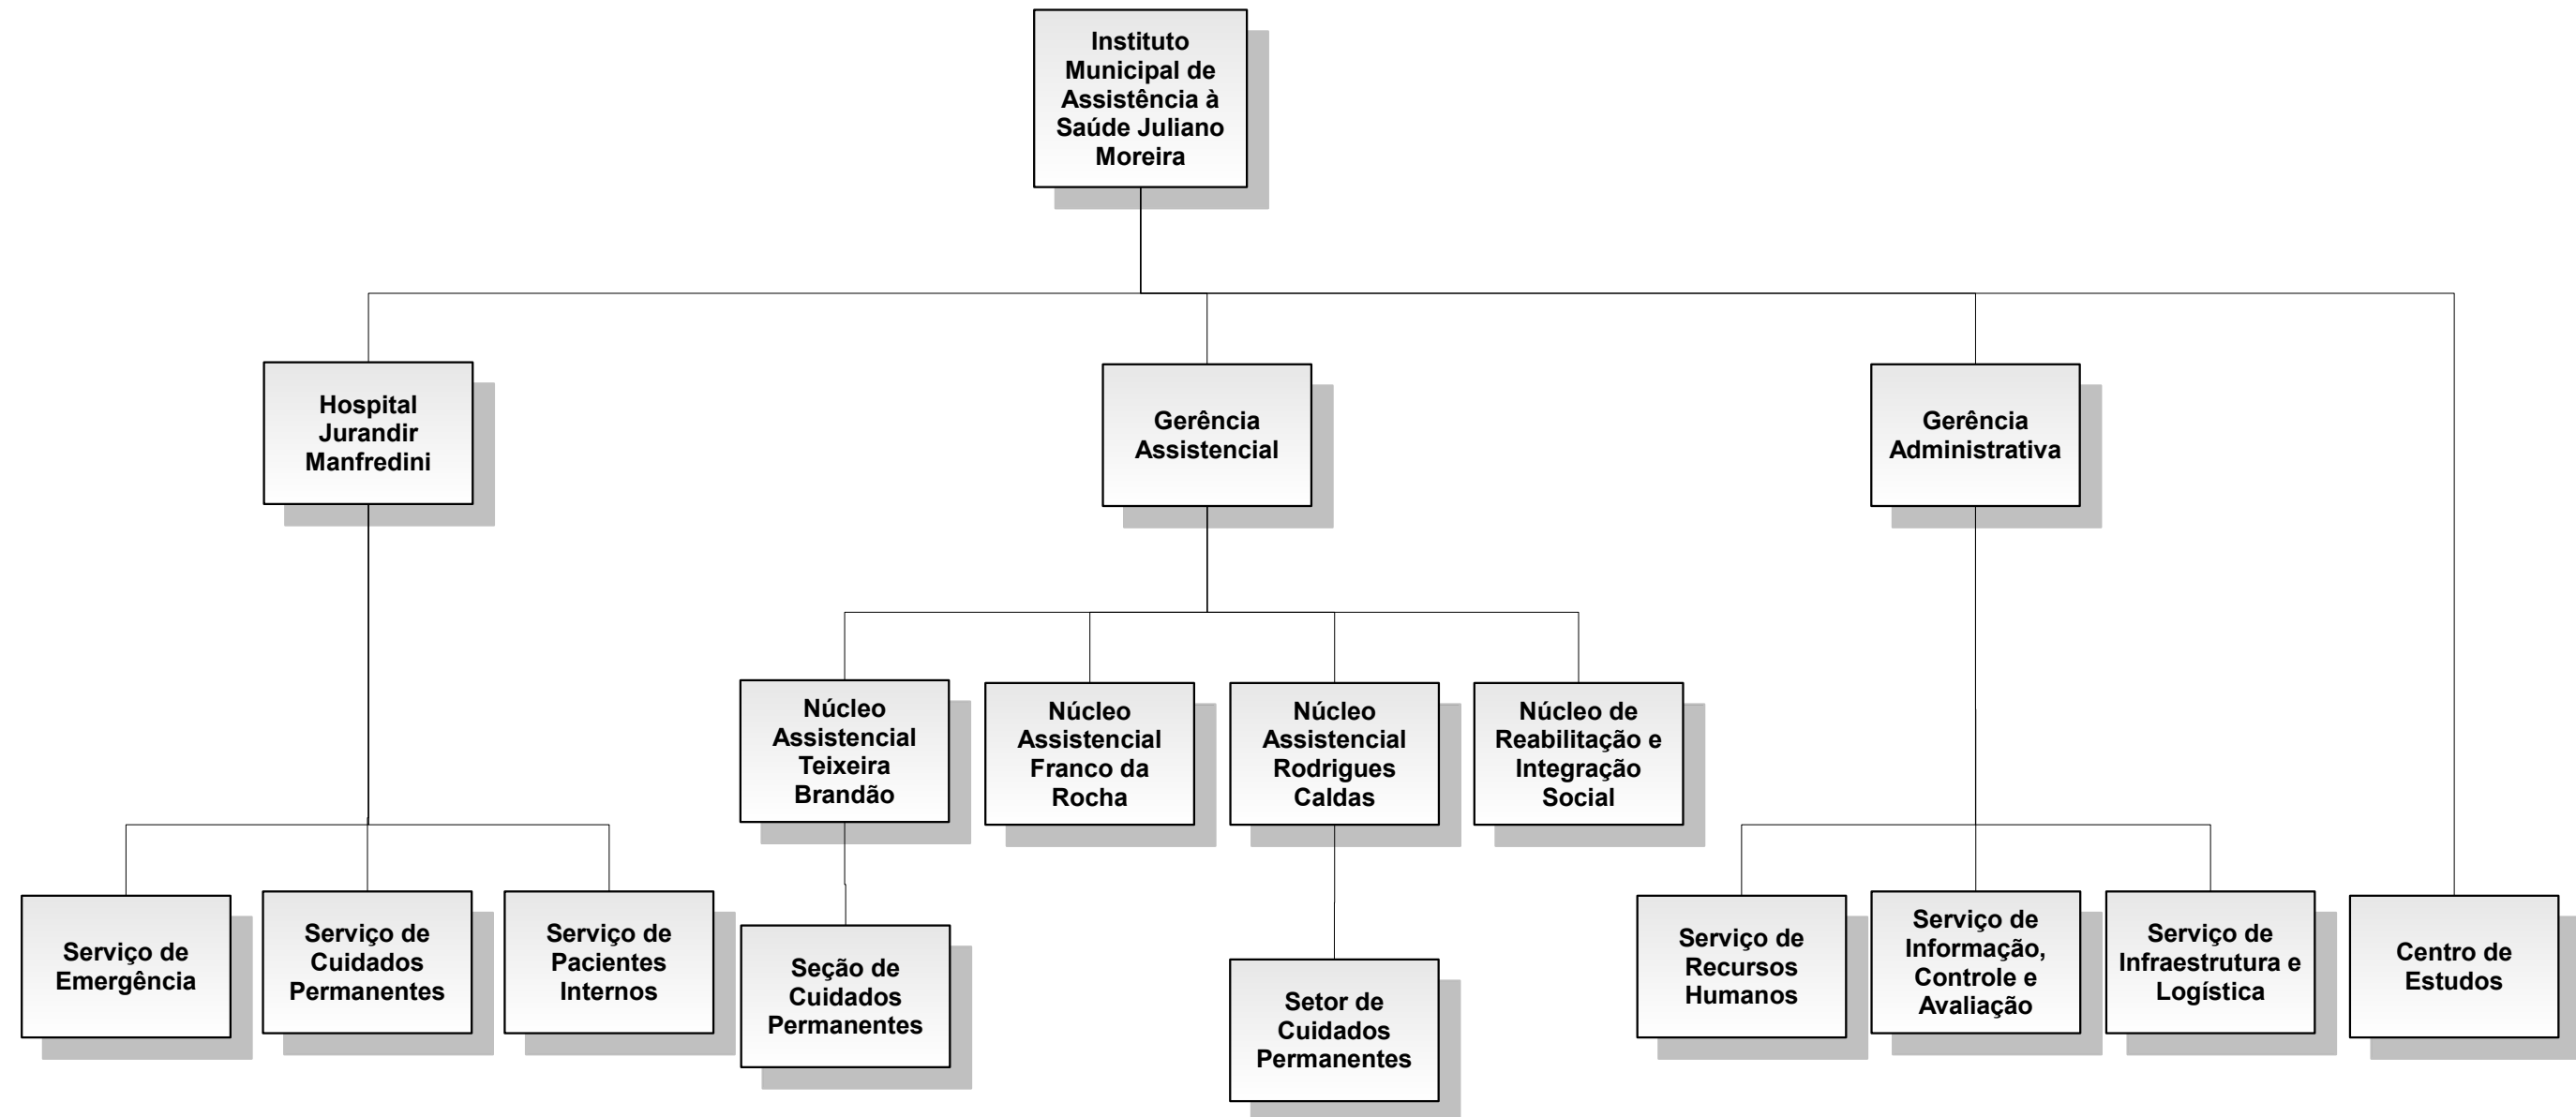 Instituto
Municipal de
Assistência à
Saúde Juliano
Moreira
Hospital
Jurandir
Manfredini
Gerência
Assistencial
Gerência
Administrativa
Núcleo
Assistencial
Teixeira
Brandão
Núcleo
Assistencial
Franco da
Rocha
Núcleo
Assistencial
Rodrigues
Caldas
Núcleo de
Reabilitação e
Integração
Social
Serviço de
Emergência
Serviço de
Cuidados
Permanentes
Serviço de
Pacientes
Internos
Seção de
Cuidados
Permanentes
Setor de
Cuidados
Permanentes
Serviço de
Recursos
Humanos
Serviço de
Informação,
Controle e
Avaliação
Serviço de
Infraestrutura e
Logística
Centro de
Estudos